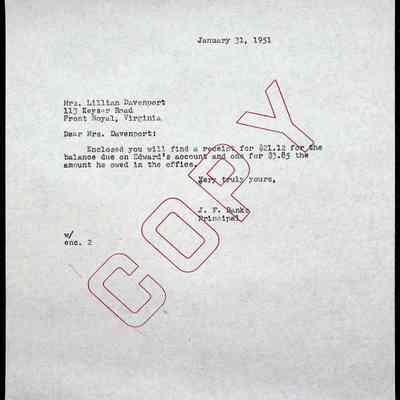 January 31, 1951
Mrs. Lillian Davenport
113 Keyser Road
Front Royal, Virginia
Dear Mrs. Davenport:
Enclosed you will find a receipt for $21.12 for the
balance due on Edward's account and one for $3.85 the
amount he owed in the office.
Very truly yours,
J. F. Banks
Principal
w/
enc. 2
COPY